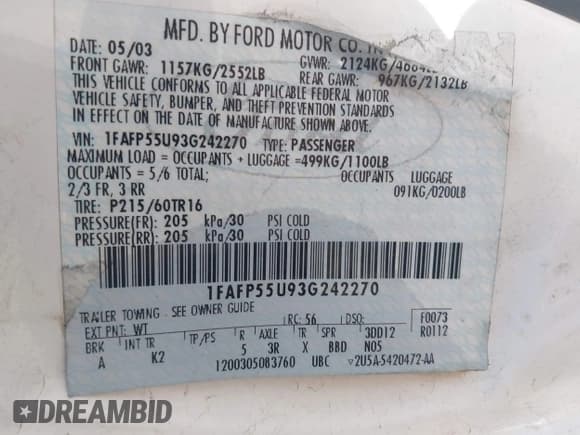 MFD. BY FORD MOTOR CO. IN
DATE: 05/03 GVWR: 2124KG/4684LB
FRONT GAWR: 1157KG/2552LB REAR GAWR: 967KG/2132LB
THIS VEHICLE CONFORMS TO ALL APPLICABLE FEDERAL MOTOR
VEHICLE SAFETY, BUMPER, AND THEFT PREVENTION STANDARDS
IN EFFECT ON THE DATE OF MANUFACTURE SHOWN ABOVE.
VIN: 1FAFP55U93G242270 TYPE: PASSENGER
MAXIMUM LOAD = OCCUPANTS + LUGGAGE =499KG/1100LB
OCCUPANTS = 5/6 TOTAL; LUGGAGE
2/3 FR, 3 RR 091KG/0200LB
TIRE: P215/60TR16
PRESSURE(FR): 205 kPa/30 PSI COLD
PRESSURE(RR): 205 kPa/30 PSI COLD
1FAFP55U93G242270
TRAILER TOWING - SEE OWNER GUIDE
EXT PNT: WT RC: 56 DSO: F0073
BRK INT TR TP/PS R AXLE TR SPR 3DD12 R0112
A K2 5 3R X BBD N05
1200305083760 UBC 2U5A-5420472-AA
DREAMBID